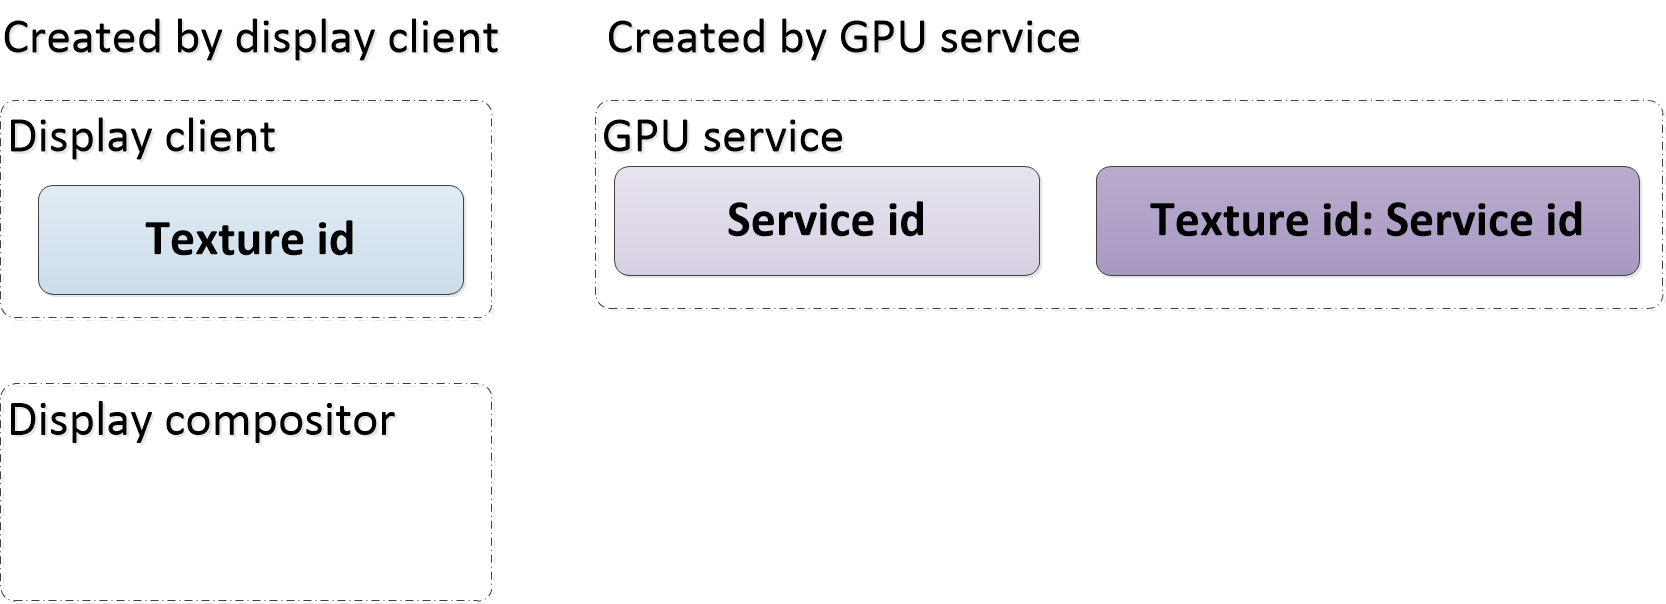 Created by display client
Created by GPU service
Display client
GPU service
Texture id
Service id
Texture id: Service id
Display compositor